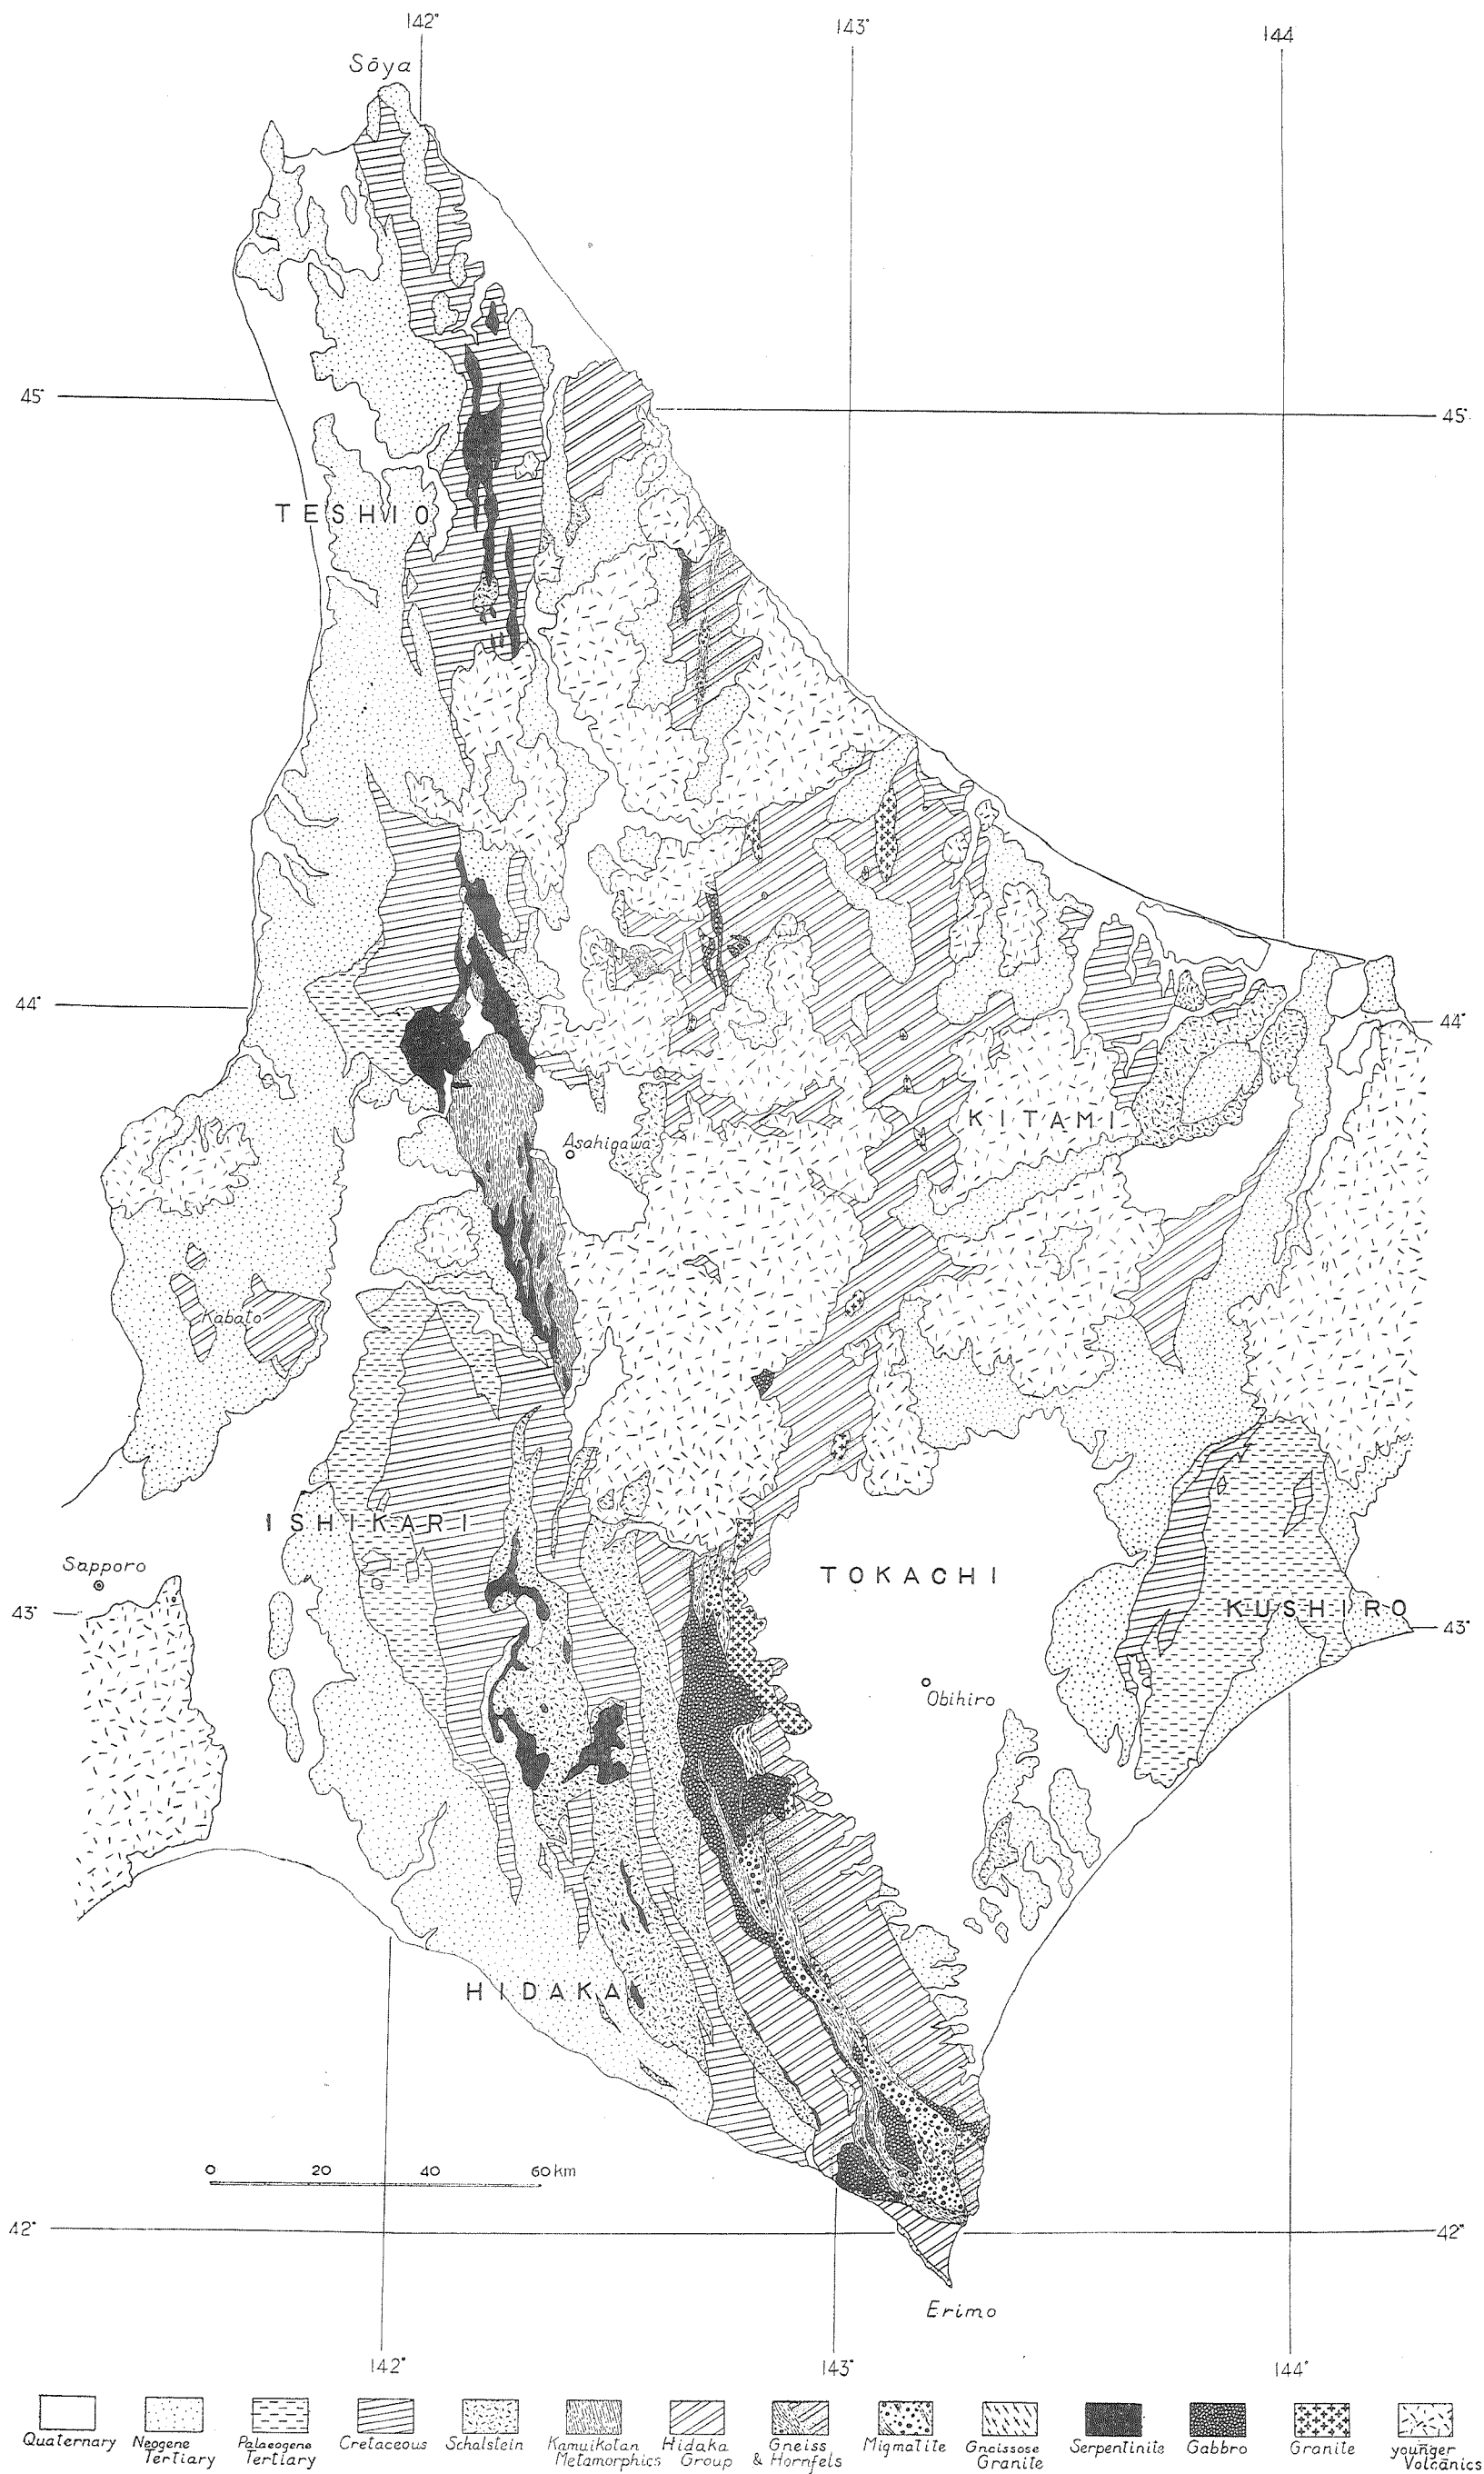 142° 143° 144
Sōya
45° 45°
TESHIO
44° 44°
KITAMI
Asahigawa
Kabato
ISHIKARI
Sapporo
TOKACHI
43° KUSHIRO 43°
Obihiro
HIDAKA
0 20 40 60 km
42° 42°
Erimo
142° 143° 144°
Quaternary Neogene Tertiary Palaeogene Tertiary Cretaceous Schalstein Kamuikotan Metamorphics Hidaka Group Gneiss & Hornfels Migmatite Gneissose Granite Serpentinite Gabbro Granite younger Volcanics